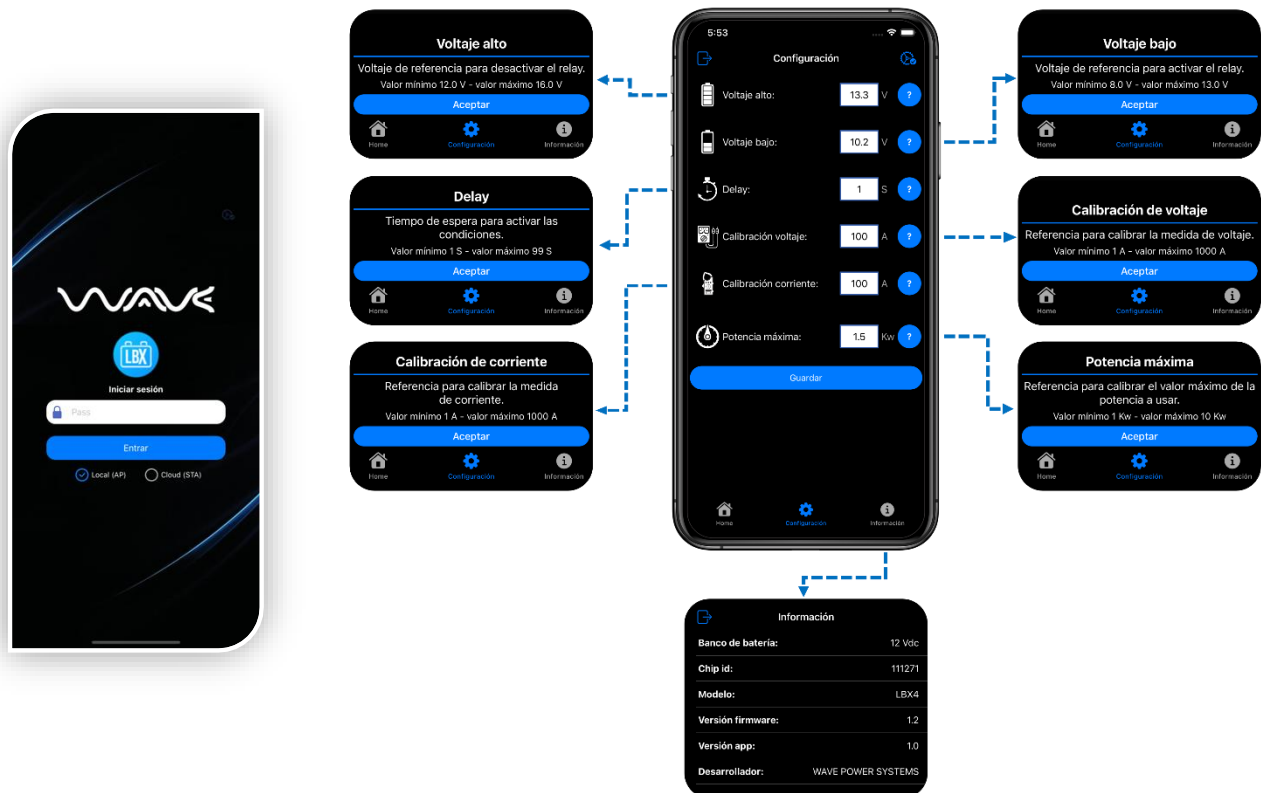 WAVE
LBX
Iniciar sesión
Pass
Entrar
Local (AP) Cloud (STA)
Voltaje alto
Voltaje de referencia para desactivar el relay.
Valor mínimo 12.0 V - valor máximo 16.0 V
Aceptar
Home Configuración Información
Delay
Tiempo de espera para activar las
condiciones.
Valor mínimo 1 S - valor máximo 99 S
Aceptar
Home Configuración Información
Calibración de corriente
Referencia para calibrar la medida
de corriente.
Valor mínimo 1 A - valor máximo 1000 A
Aceptar
Home Configuración Información
5:53
Configuración
Voltaje alto: 13.3 V ?
Voltaje bajo: 10.2 V ?
Delay: 1 S ?
Calibración voltaje: 100 A ?
Calibración corriente: 100 A ?
Potencia máxima: 1.5 Kw ?
Guardar
Home Configuración Información
Voltaje bajo
Voltaje de referencia para activar el relay.
Valor mínimo 8.0 V - valor máximo 13.0 V
Aceptar
Home Configuración Información
Calibración de voltaje
Referencia para calibrar la medida de voltaje.
Valor mínimo 1 A - valor máximo 1000 A
Aceptar
Home Configuración Información
Potencia máxima
Referencia para calibrar el valor máximo de la
potencia a usar.
Valor mínimo 1 Kw - valor máximo 10 Kw
Aceptar
Home Configuración Información
Información
Banco de batería: 12 Vdc
Chip id: 111271
Modelo: LBX4
Versión firmware: 1.2
Versión app: 1.0
Desarrollador: WAVE POWER SYSTEMS